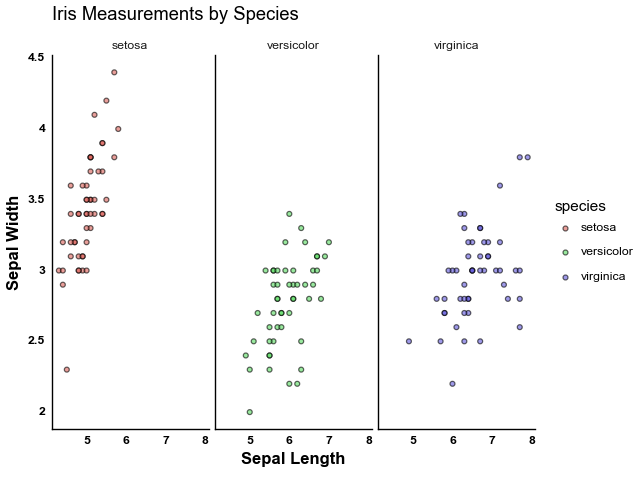 Iris Measurements by Species
setosa
versicolor
virginica
4.5
4
3.5
3
2.5
2
Sepal Width
5 6 7 8
5 6 7 8
5 6 7 8
Sepal Length
species
setosa
versicolor
virginica